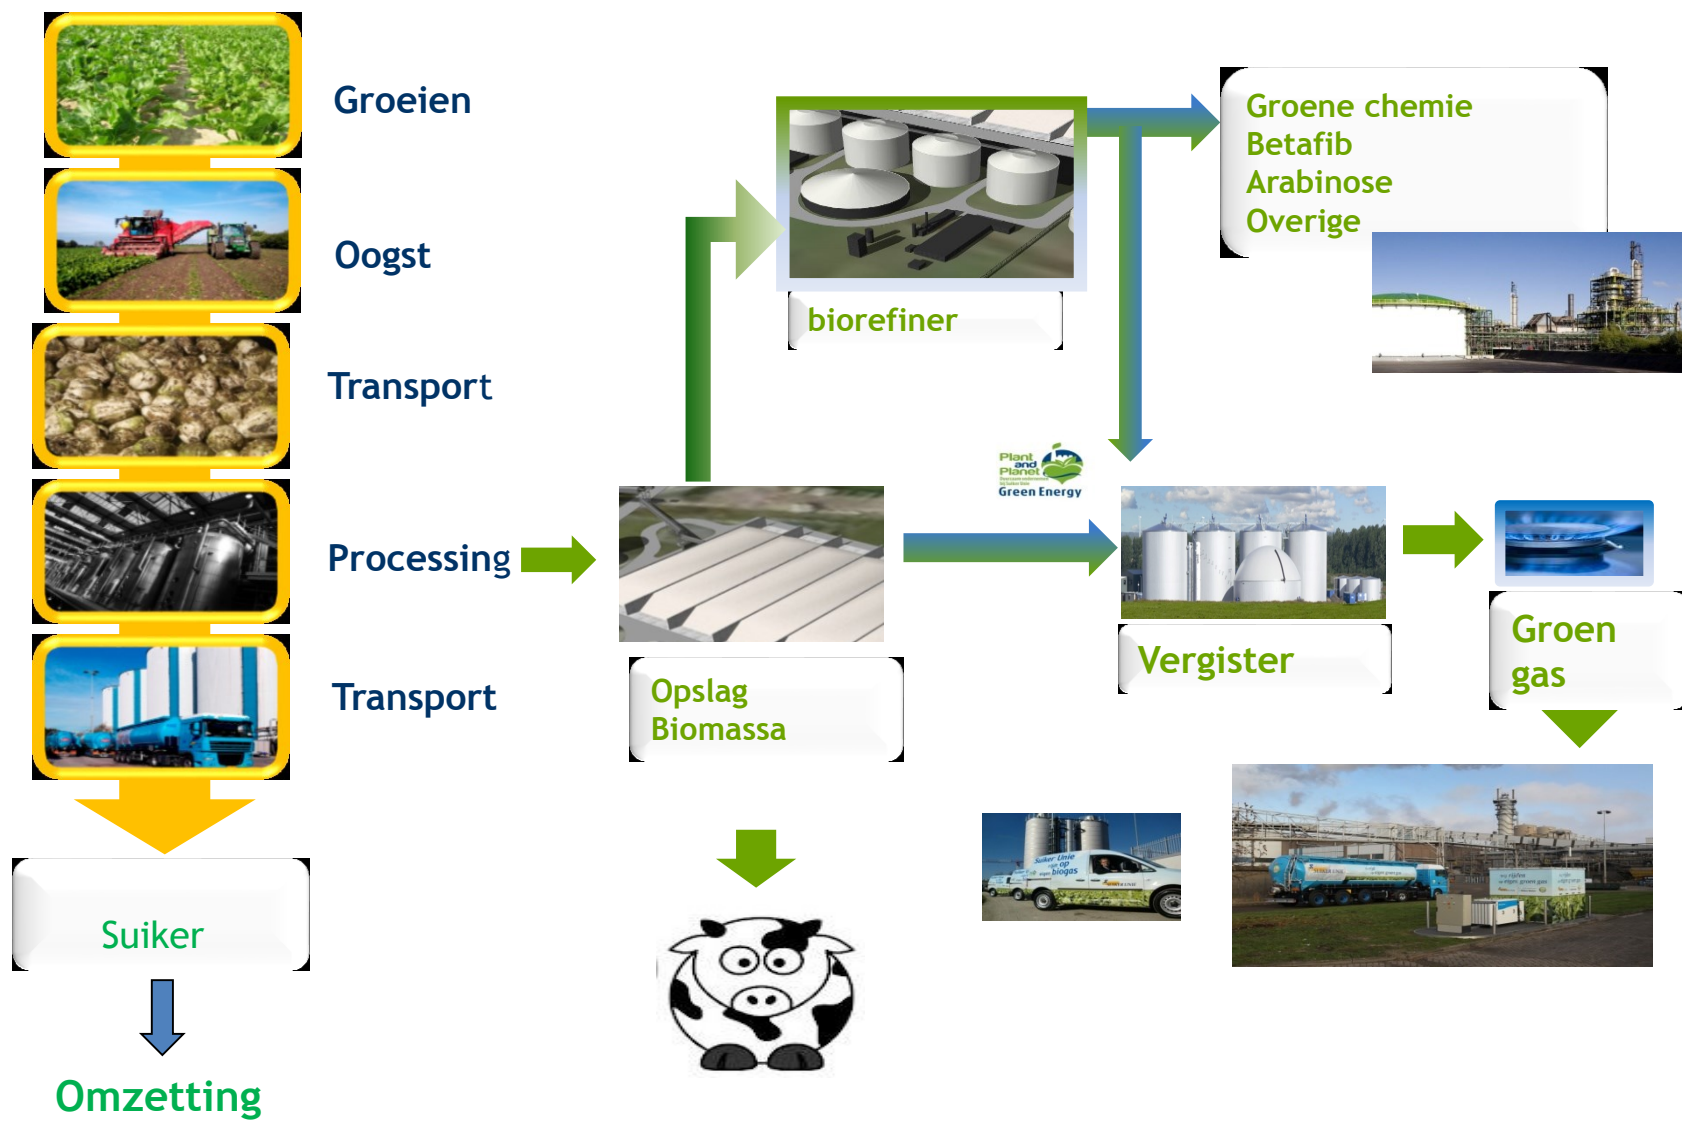 Groeien
Oogst
Transport
Processing
Transport
Suiker
Omzetting
biorefiner
Groene chemie
Betafib
Arabinose
Overige
Plant
and
Planet
Green Energy
Opslag
Biomassa
Vergister
Groen
gas
Suiker Unie
op
biogas